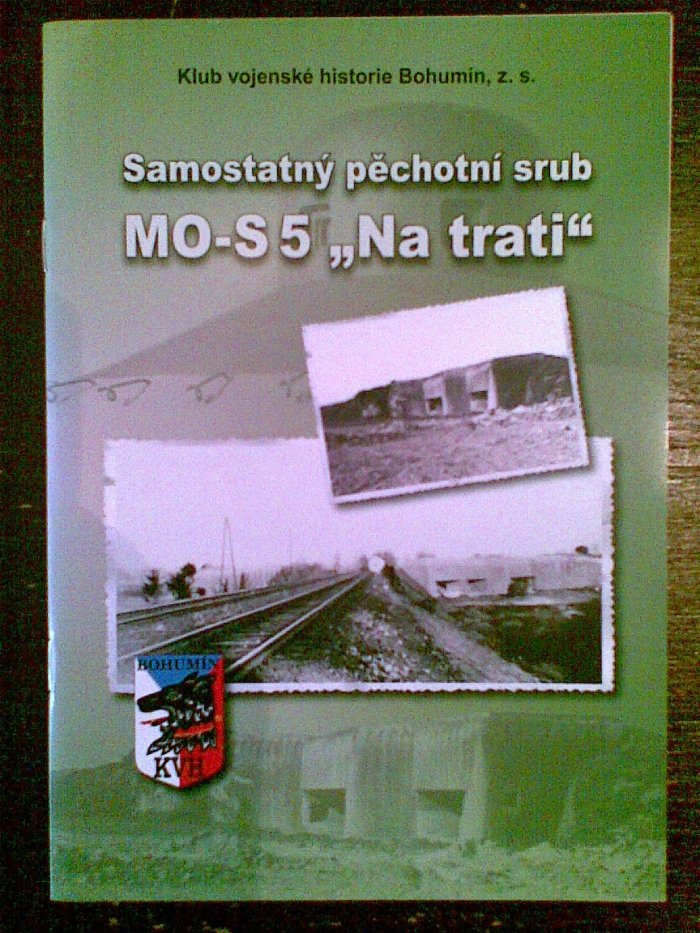 Klub vojenské historie Bohumín, z. s.
Samostatný pěchotní srub
MO-S 5 „Na trati“
BOHUMÍN
KVH